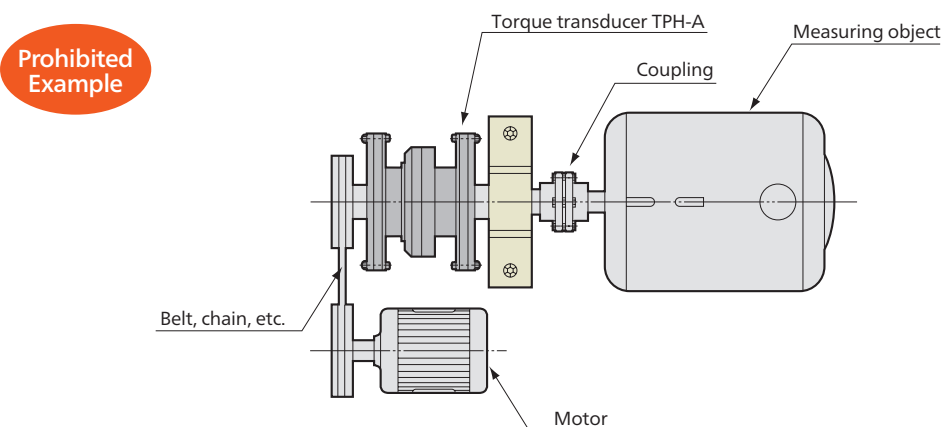 Prohibited
Example
Torque transducer TPH-A
Measuring object
Coupling
Belt, chain, etc.
Motor